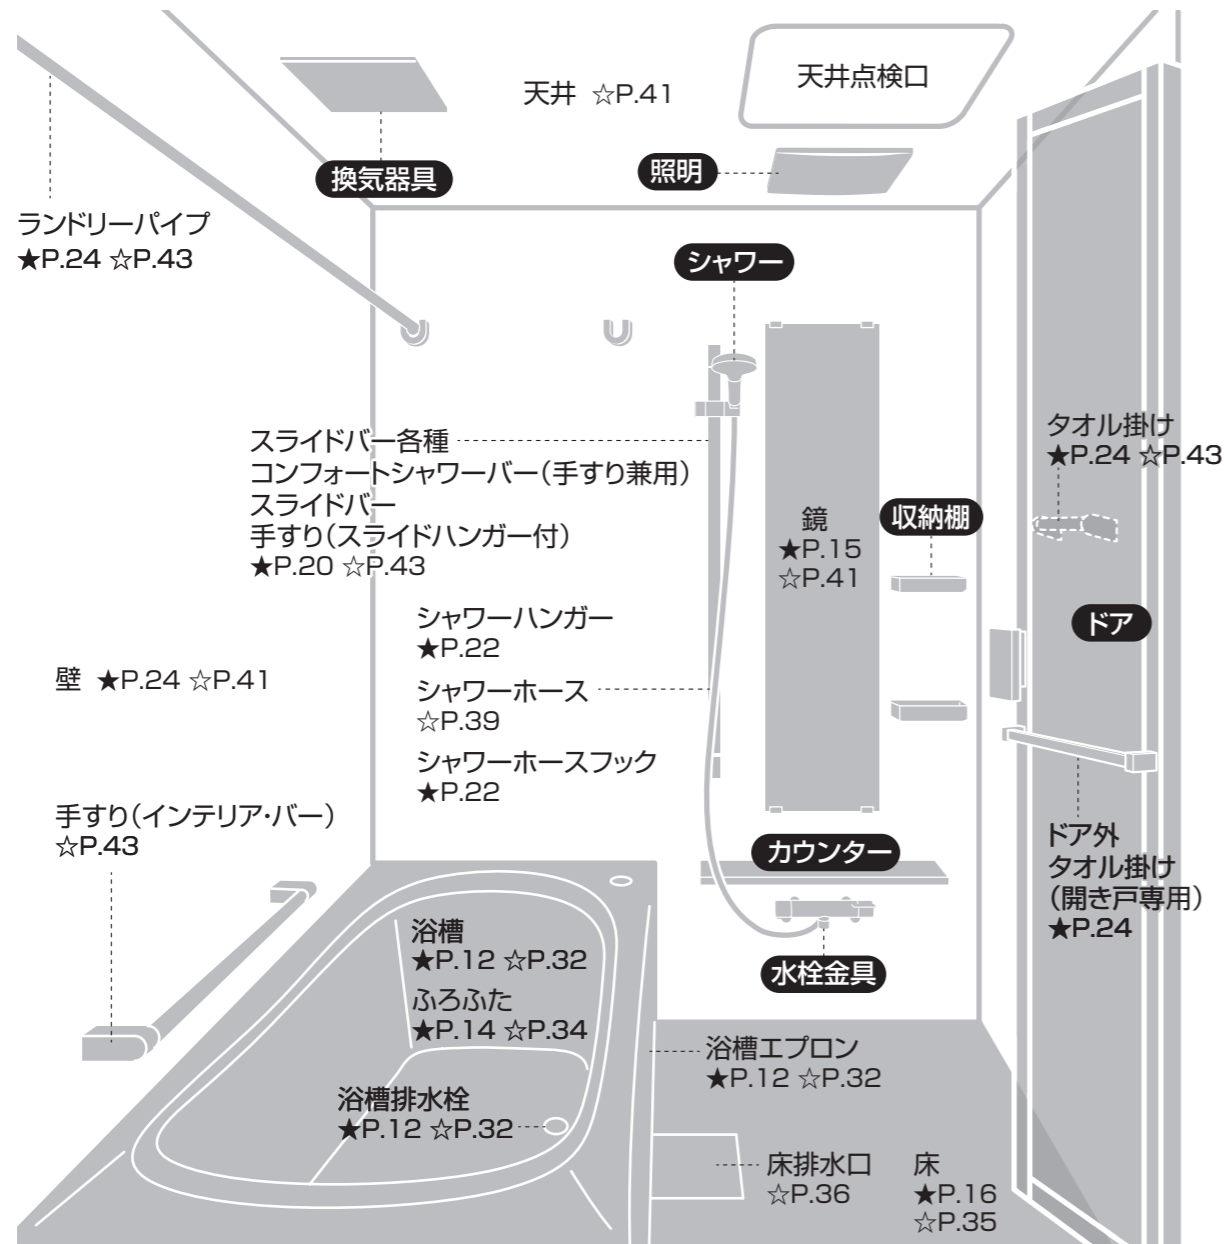 天井 ☆P.41
天井点検口
換気器具
照明
ランドリーパイプ
★P.24 ☆P.43
シャワー
スライドバー各種
コンフォートシャワーバー(手すり兼用)
スライドバー
手すり(スライドハンガー付)
★P.20 ☆P.43
鏡
★P.15
☆P.41
収納棚
タオル掛け
★P.24 ☆P.43
ドア
シャワーハンガー
★P.22
壁 ★P.24 ☆P.41
シャワーホース
☆P.39
シャワーホースフック
★P.22
手すり(インテリア・バー)
☆P.43
カウンター
ドア外
タオル掛け
(開き戸専用)
★P.24
浴槽
★P.12 ☆P.32
水栓金具
ふろふた
★P.14 ☆P.34
浴槽エプロン
★P.12 ☆P.32
浴槽排水栓
★P.12 ☆P.32
床排水口
☆P.36
床
★P.16
☆P.35